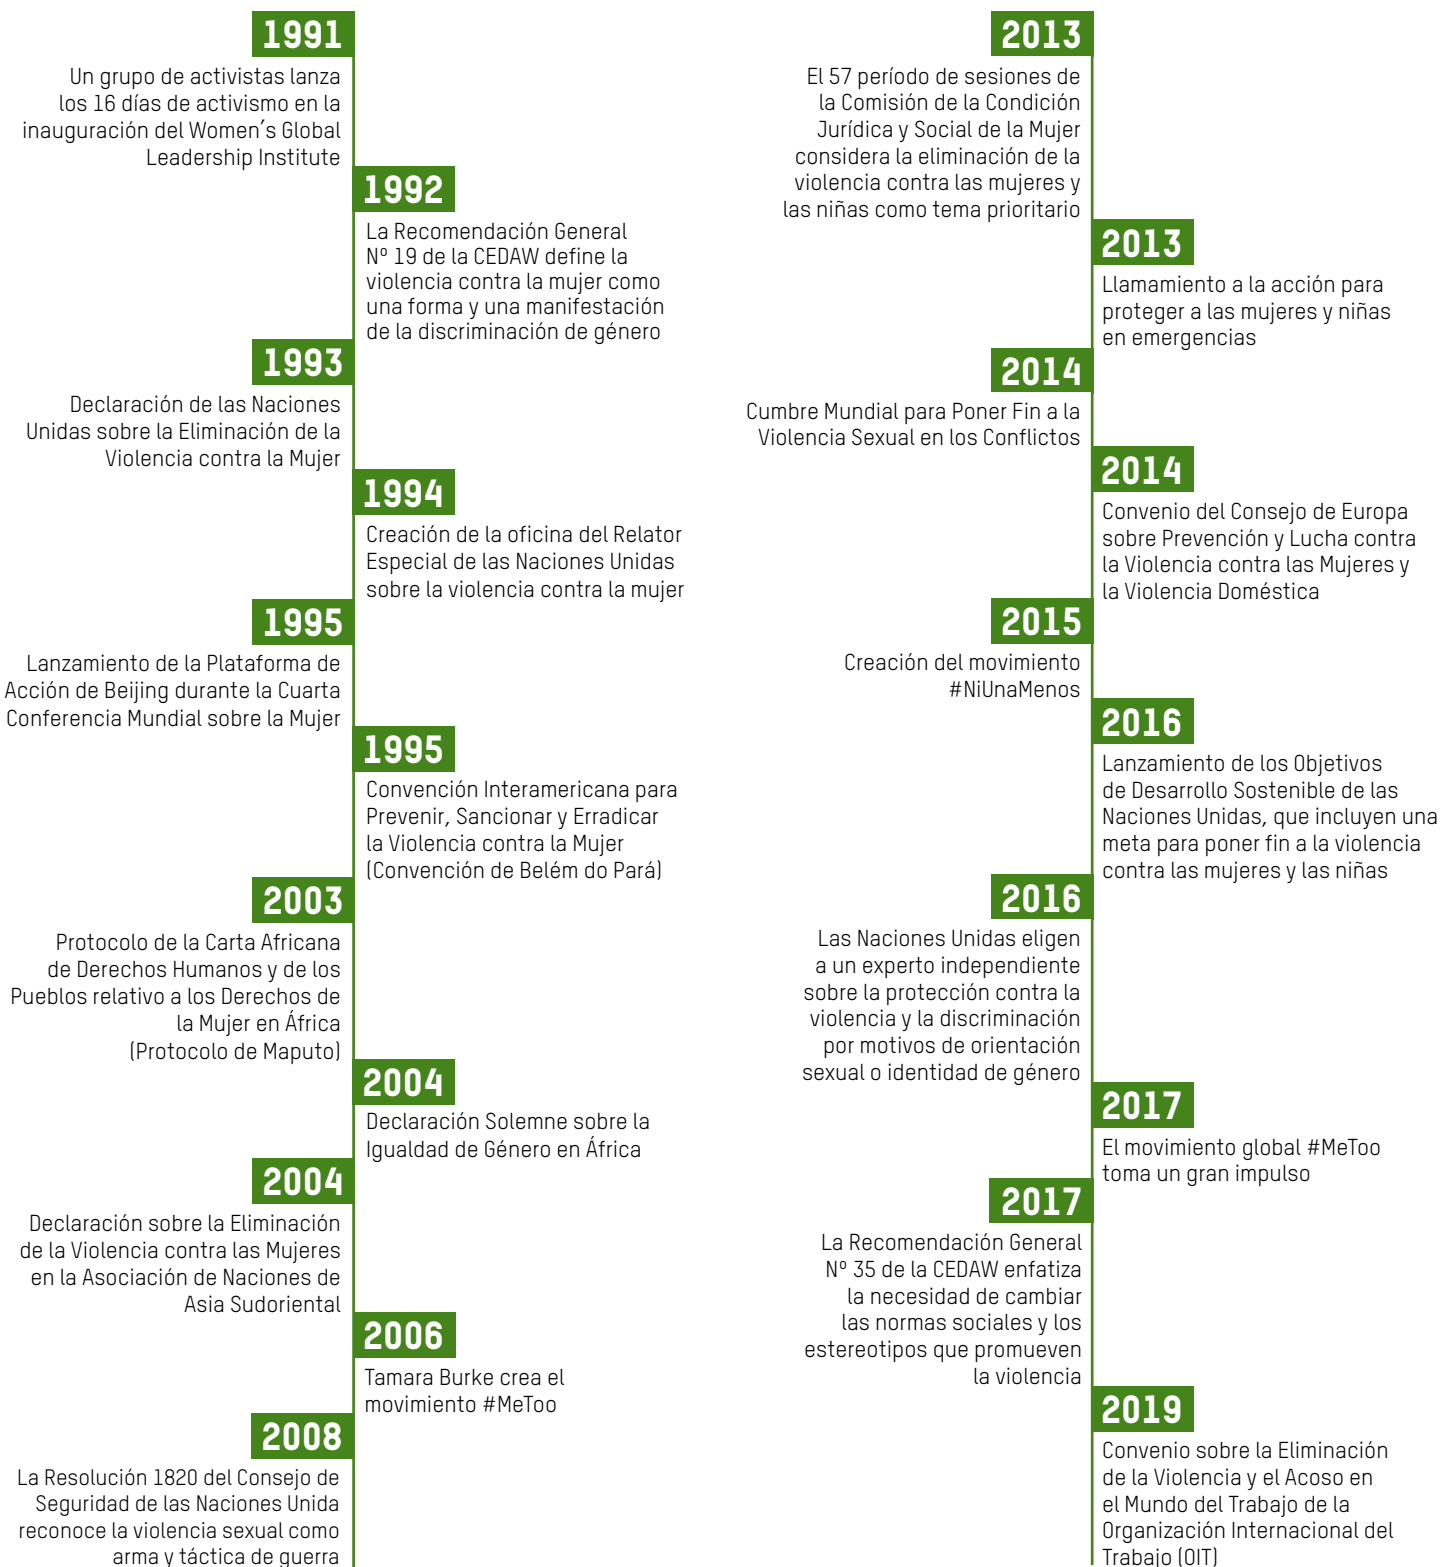 1991
Un grupo de activistas lanza
los 16 días de activismo en la
inauguración del Women´s Global
Leadership Institute
1992
La Recomendación General
Nº 19 de la CEDAW define la
violencia contra la mujer como
una forma y una manifestación
de la discriminación de género
1993
Declaración de las Naciones
Unidas sobre la Eliminación de la
Violencia contra la Mujer
1994
Creación de la oficina del Relator
Especial de las Naciones Unidas
sobre la violencia contra la mujer
1995
Lanzamiento de la Plataforma de
Acción de Beijing durante la Cuarta
Conferencia Mundial sobre la Mujer
1995
Convención Interamericana para
Prevenir, Sancionar y Erradicar
la Violencia contra la Mujer
(Convención de Belém do Pará)
2003
Protocolo de la Carta Africana
de Derechos Humanos y de los
Pueblos relativo a los Derechos de
la Mujer en África
(Protocolo de Maputo)
2004
Declaración Solemne sobre la
Igualdad de Género en África
2004
Declaración sobre la Eliminación
de la Violencia contra las Mujeres
en la Asociación de Naciones de
Asia Sudoriental
2006
Tamara Burke crea el
movimiento #MeToo
2008
La Resolución 1820 del Consejo de
Seguridad de las Naciones Unida
reconoce la violencia sexual como
arma y táctica de guerra
2013
El 57 período de sesiones de
la Comisión de la Condición
Jurídica y Social de la Mujer
considera la eliminación de la
violencia contra las mujeres y
las niñas como tema prioritario
2013
Llamamiento a la acción para
proteger a las mujeres y niñas
en emergencias
2014
Cumbre Mundial para Poner Fin a la
Violencia Sexual en los Conflictos
2014
Convenio del Consejo de Europa
sobre Prevención y Lucha contra
la Violencia contra las Mujeres y
la Violencia Doméstica
2015
Creación del movimiento
#NiUnaMenos
2016
Lanzamiento de los Objetivos
de Desarrollo Sostenible de las
Naciones Unidas, que incluyen una
meta para poner fin a la violencia
contra las mujeres y las niñas
2016
Las Naciones Unidas eligen
a un experto independiente
sobre la protección contra la
violencia y la discriminación
por motivos de orientación
sexual o identidad de género
2017
El movimiento global #MeToo
toma un gran impulso
2017
La Recomendación General
Nº 35 de la CEDAW enfatiza
la necesidad de cambiar
las normas sociales y los
estereotipos que promueven
la violencia
2019
Convenio sobre la Eliminación
de la Violencia y el Acoso en
el Mundo del Trabajo de la
Organización Internacional del
Trabajo (OIT)